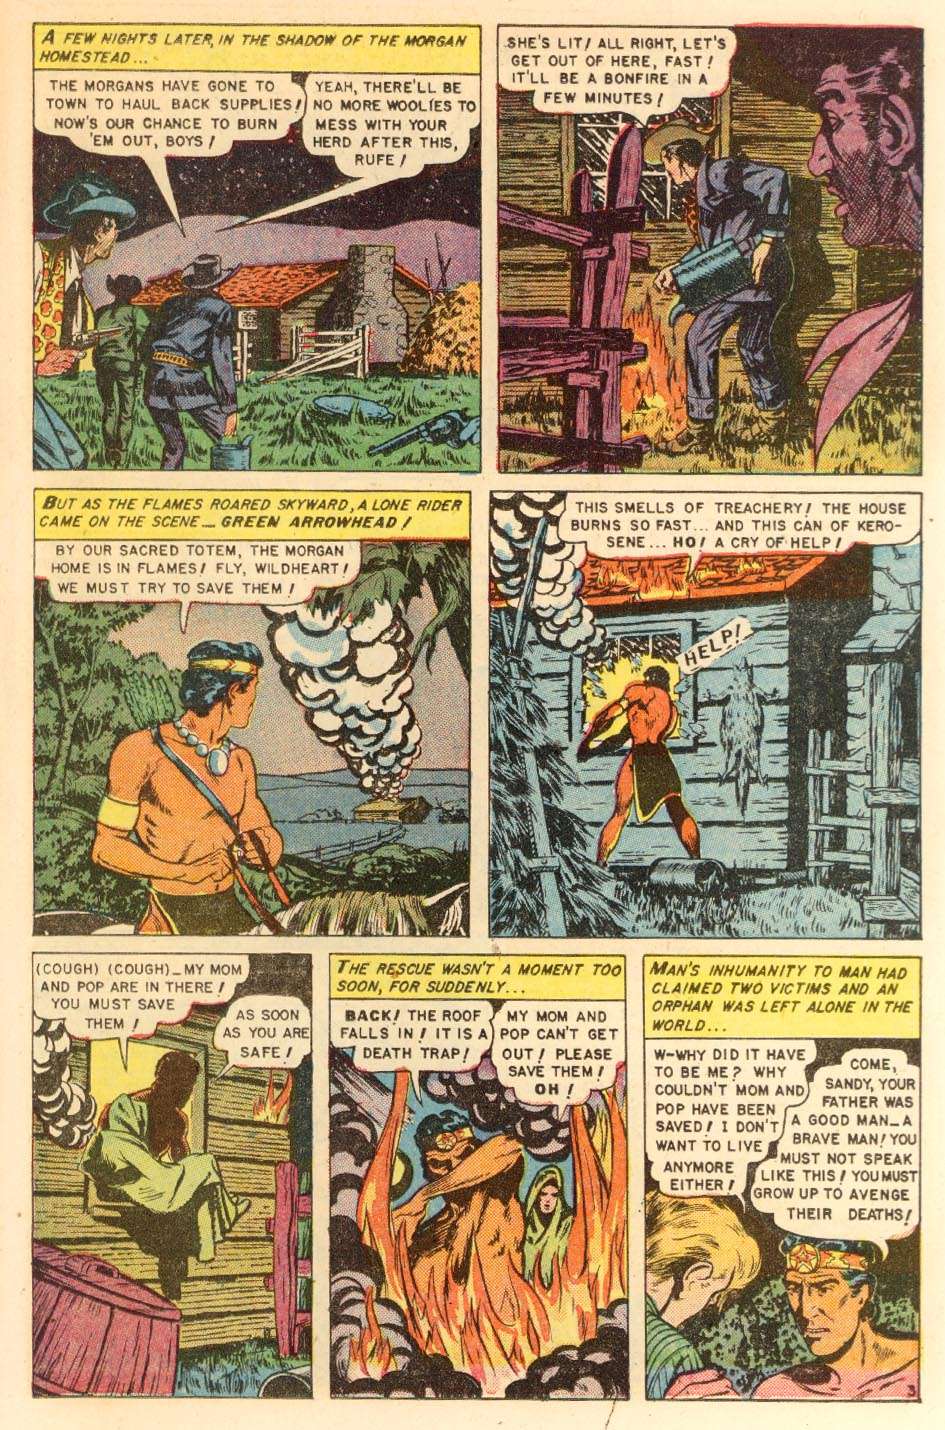 A FEW NIGHTS LATER, IN THE SHADOW OF THE MORGAN
HOMESTEAD...
THE MORGANS HAVE GONE TO
TOWN TO HAUL BACK SUPPLIES!
NOW'S OUR CHANCE TO BURN
'EM OUT, BOYS!
YEAH, THERE'LL BE
NO MORE WOOLIES TO
MESS WITH YOUR
HERD AFTER THIS,
RUFE!
SHE'S LIT! ALL RIGHT, LET'S
GET OUT OF HERE, FAST!
IT'LL BE A BONFIRE IN A
FEW MINUTES!
BUT AS THE FLAMES ROARED SKYWARD, A LONE RIDER
CAME ON THE SCENE... GREEN ARROWHEAD!
BY OUR SACRED TOTEM, THE MORGAN
HOME IS IN FLAMES! FLY, WILDHEART!
WE MUST TRY TO SAVE THEM!
THIS SMELLS OF TREACHERY! THE HOUSE
BURNS SO FAST... AND THIS CAN OF KERO-
SENE... HO! A CRY OF HELP!
HELP!
(COUGH) (COUGH)_MY MOM
AND POP ARE IN THERE!
YOU MUST SAVE
THEM!
AS SOON
AS YOU ARE
SAFE!
THE RESCUE WASN'T A MOMENT TOO
SOON, FOR SUDDENLY...
BACK! THE ROOF
FALLS IN! IT IS A
DEATH TRAP!
MY MOM AND
POP CAN'T GET
OUT! PLEASE
SAVE THEM!
OH!
MAN'S INHUMANITY TO MAN HAD
CLAIMED TWO VICTIMS AND AN
ORPHAN WAS LEFT ALONE IN THE
WORLD...
W-WHY DID IT HAVE
TO BE ME? WHY
COULDN'T MOM AND
POP HAVE BEEN
SAVED! I DON'T
WANT TO LIVE
ANYMORE
EITHER!
COME,
SANDY, YOUR
FATHER WAS
A GOOD MAN_A
BRAVE MAN! YOU
MUST NOT SPEAK
LIKE THIS! YOU MUST
GROW UP TO AVENGE
THEIR DEATHS!
3